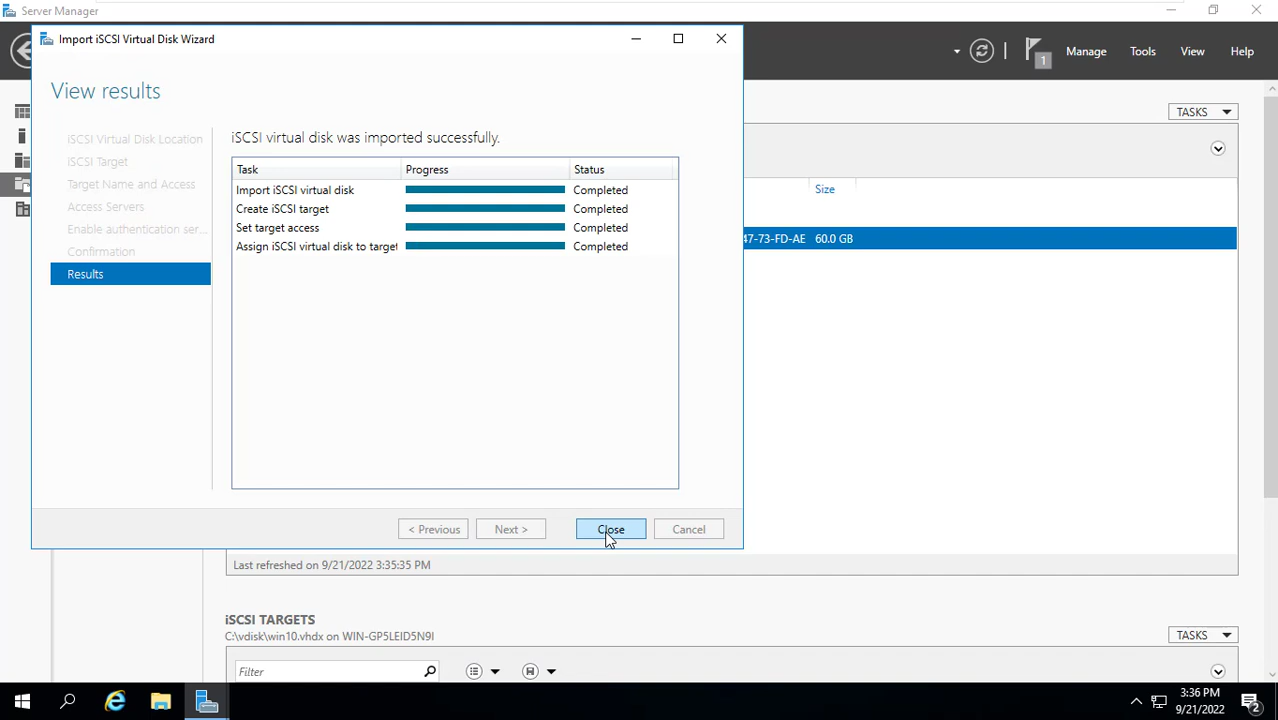 Server Manager
Import iSCSI Virtual Disk Wizard
1
Manage
Tools
View
Help
View results
TASKS
iSCSI Virtual Disk Location
iSCSI Target
Target Name and Access
Access Servers
Enable authentication ser...
Confirmation
Results
iSCSI virtual disk was imported successfully.
Task Progress Status
Import iSCSI virtual disk Completed
Create iSCSI target Completed
Set target access Completed
Assign iSCSI virtual disk to target Completed
Size
47-73-FD-AE 60.0 GB
< Previous
Next >
Close
Cancel
Last refreshed on 9/21/2022 3:35:35 PM
iSCSI TARGETS
C:\vdisk\win10.vhdx on WIN-GP5LEID5N9I
TASKS
Filter
3:36 PM
9/21/2022
2